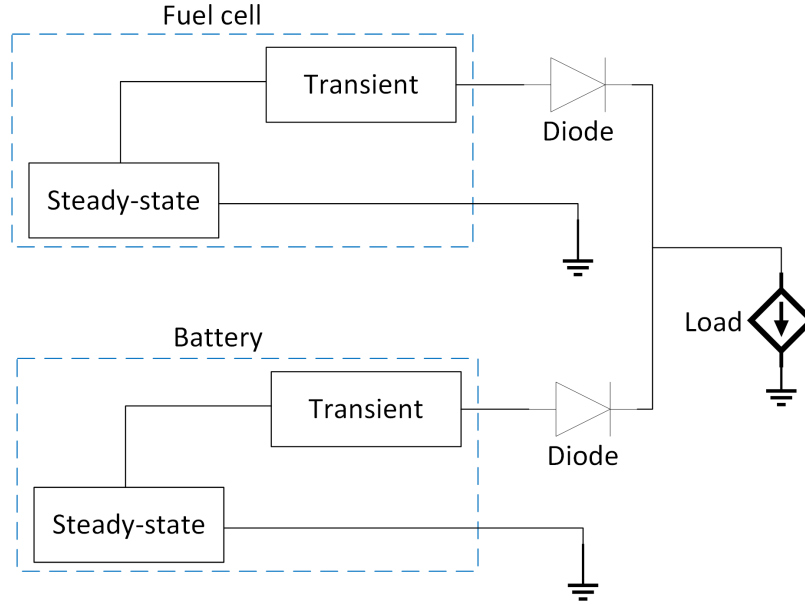 Fuel cell
Transient
Diode
Steady-state
Load
Battery
Transient
Diode
Steady-state